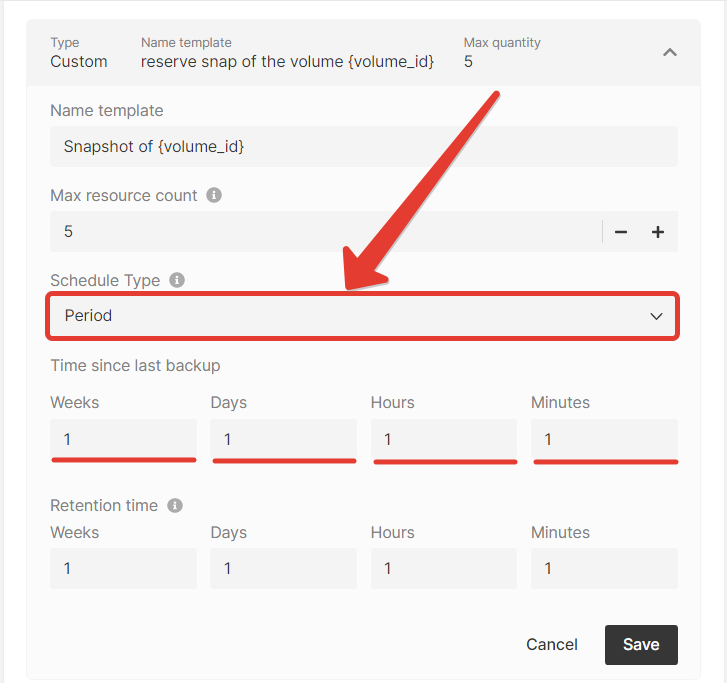 Type Name template Max quantity
Custom reserve snap of the volume {volume_id} 5
Name template
Snapshot of {volume_id}
Max resource count
5
Schedule Type
Period
Time since last backup
Weeks Days Hours Minutes
1 1 1 1
Retention time
Weeks Days Hours Minutes
1 1 1 1
Cancel Save